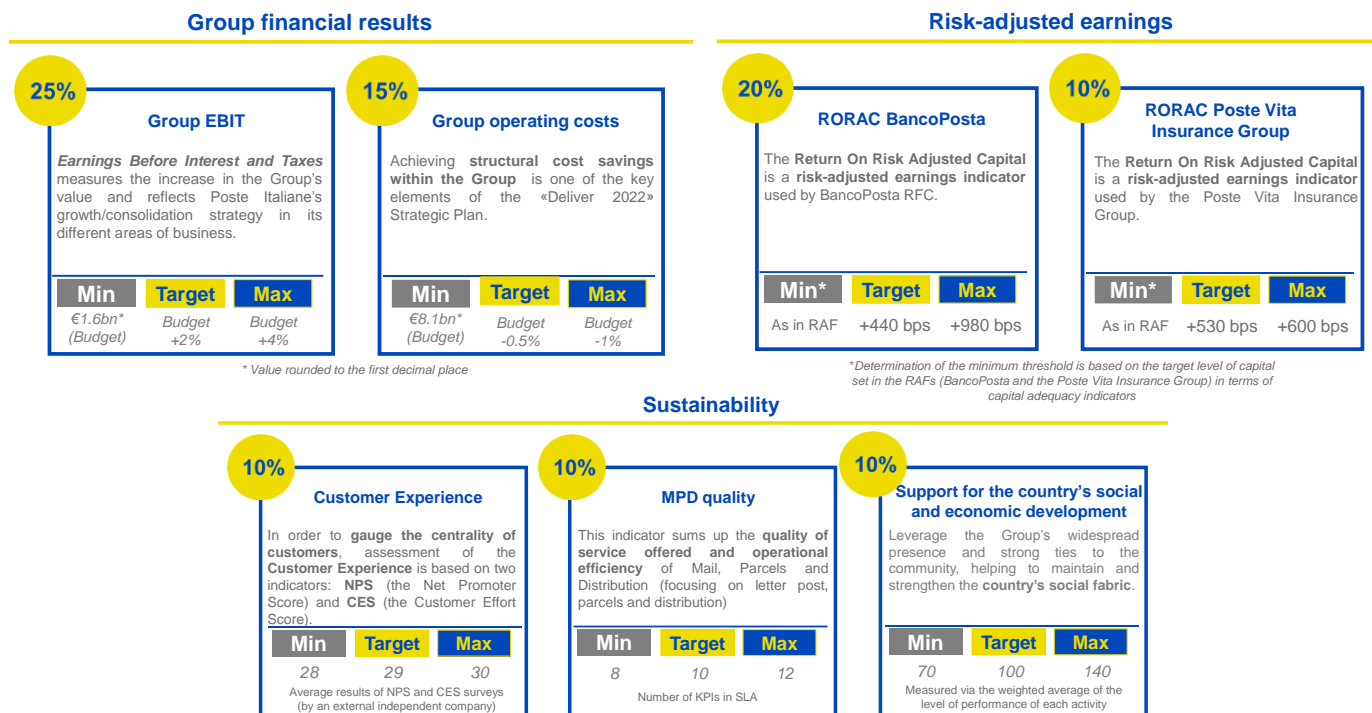 Group financial results
25%
Group EBIT
Earnings Before Interest and Taxes
measures the increase in the Group's
value and reflects Poste Italiane's
growth/consolidation strategy in its
different areas of business.
Min Target Max
€1.6bn* Budget Budget
(Budget) +2% +4%
15%
Group operating costs
Achieving structural cost savings
within the Group is one of the key
elements of the «Deliver 2022»
Strategic Plan.
Min Target Max
€8.1bn* Budget Budget
(Budget) -0.5% -1%
* Value rounded to the first decimal place
Risk-adjusted earnings
20%
RORAC BancoPosta
The Return On Risk Adjusted Capital
is a risk-adjusted earnings indicator
used by BancoPosta RFC.
Min* Target Max
As in RAF +440 bps +980 bps
10%
RORAC Poste Vita
Insurance Group
The Return On Risk Adjusted Capital
is a risk-adjusted earnings indicator
used by the Poste Vita Insurance
Group.
Min* Target Max
As in RAF +530 bps +600 bps
*Determination of the minimum threshold is based on the target level of capital
set in the RAFs (BancoPosta and the Poste Vita Insurance Group) in terms of
capital adequacy indicators
Sustainability
10%
Customer Experience
In order to gauge the centrality of
customers, assessment of the
Customer Experience is based on two
indicators: NPS (the Net Promoter
Score) and CES (the Customer Effort
Score).
Min Target Max
28 29 30
Average results of NPS and CES surveys
(by an external independent company)
10%
MPD quality
This indicator sums up the quality of
service offered and operational
efficiency of Mail, Parcels and
Distribution (focusing on letter post,
parcels and distribution)
Min Target Max
8 10 12
Number of KPIs in SLA
10%
Support for the country's social
and economic development
Leverage the Group's widespread
presence and strong ties to the
community, helping to maintain and
strengthen the country's social fabric.
Min Target Max
70 100 140
Measured via the weighted average of the
level of performance of each activity